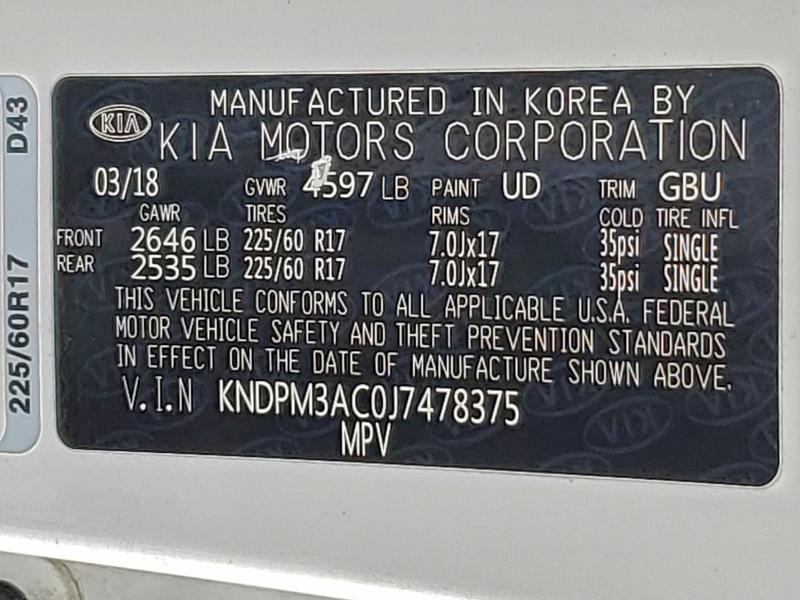 MANUFACTURED IN KOREA BY
KIA
KIA MOTORS CORPORATION
03/18 GVWR 4597 LB PAINT UD TRIM GBU
GAWR TIRES RIMS COLD TIRE INFL
FRONT 2646 LB 225/60 R17 7.0Jx17 35psi SINGLE
REAR 2535 LB 225/60 R17 7.0Jx17 35psi SINGLE
THIS VEHICLE CONFORMS TO ALL APPLICABLE U.S.A. FEDERAL
MOTOR VEHICLE SAFETY AND THEFT PREVENTION STANDARDS
IN EFFECT ON THE DATE OF MANUFACTURE SHOWN ABOVE.
V.I.N KNDPM3AC0J7478375
MPV
225/60R17 D43